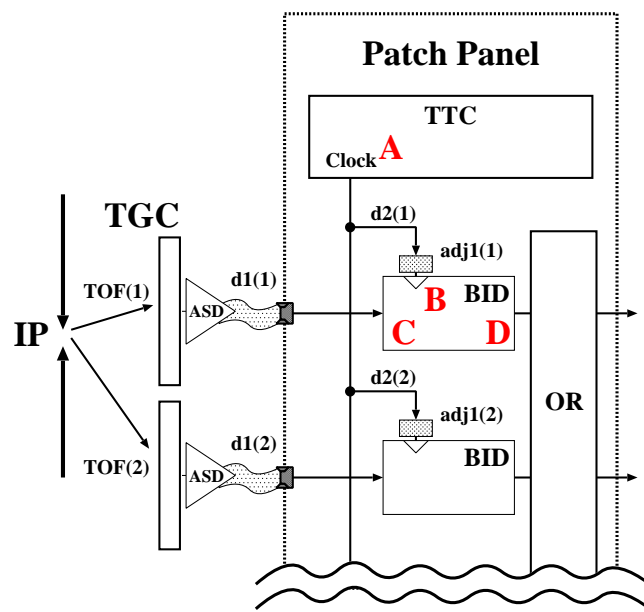 Patch Panel
TTC
Clock A
TGC
d2(1)
adj1(1)
TOF(1)
d1(1)
ASD
B BID
C D
IP
d2(2)
OR
adj1(2)
TOF(2)
d1(2)
ASD
BID